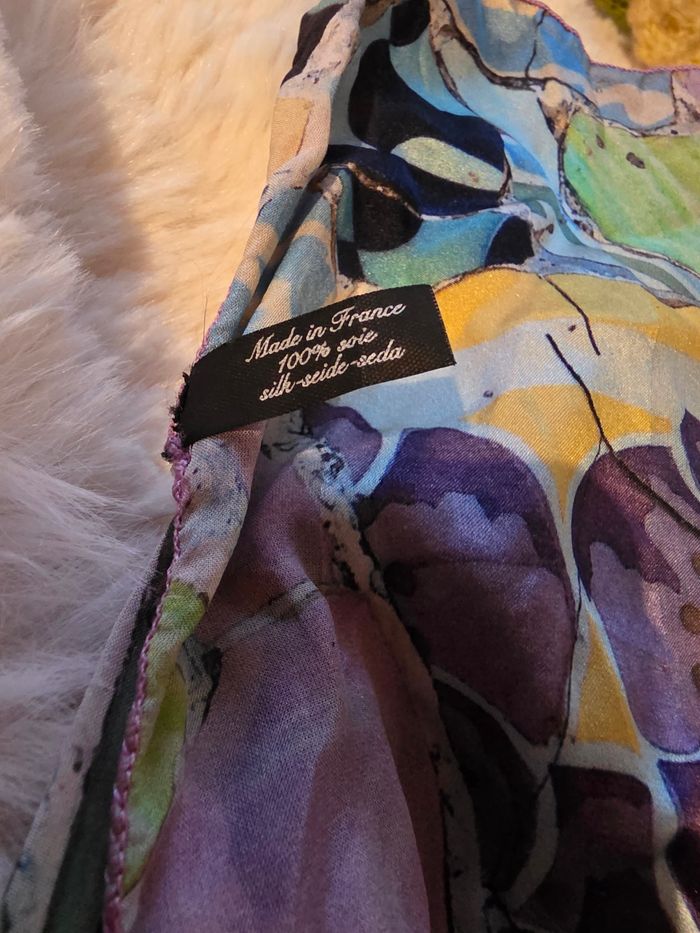 Made in France
100% soie
silk-seide-seda